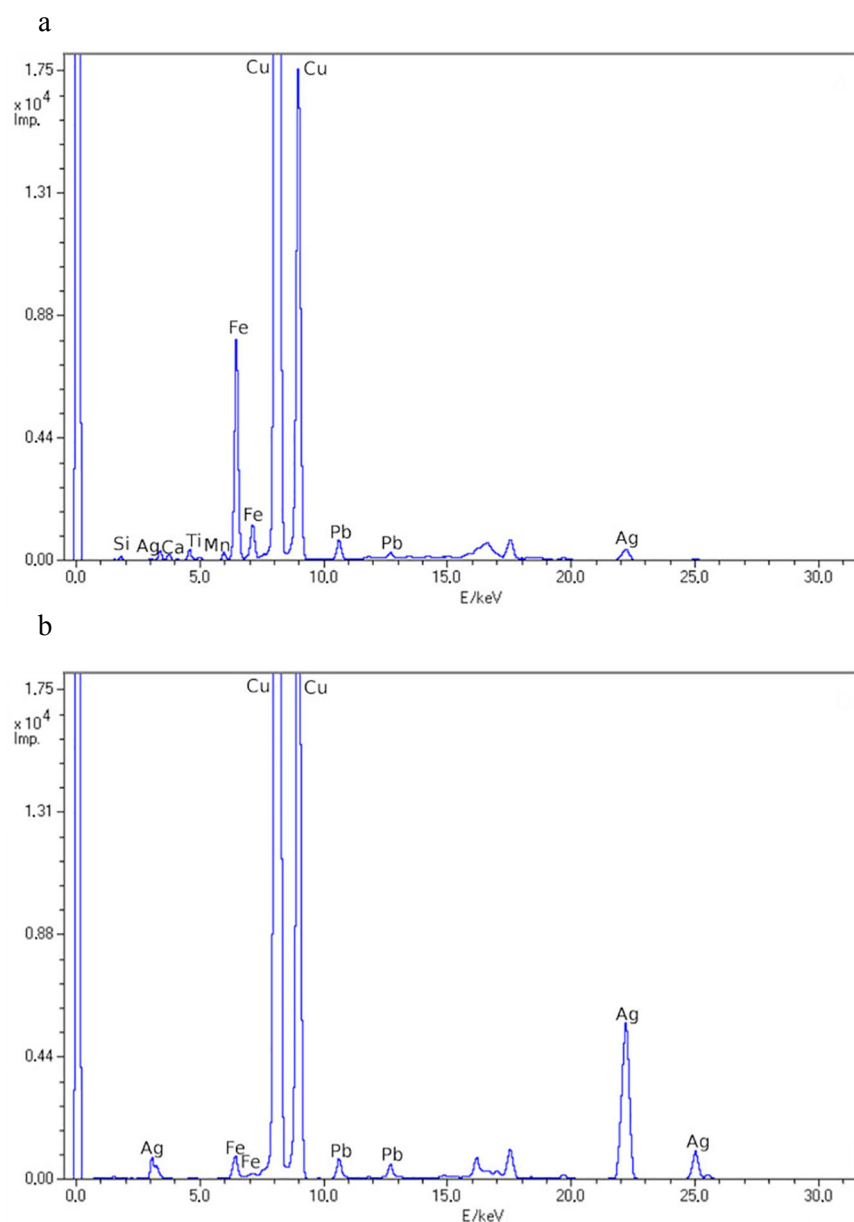 a
1.75
x 10 4
Imp.
1.31
0.88
0.44
0.00
Cu Cu
Fe
Fe
Si Ag Ca Ti Mn
Pb
Pb
Ag
0.0 5.0 10.0 15.0 20.0 25.0 30.0
E/keV
b
1.75
x 10 4
Imp.
1.31
0.88
0.44
0.00
Cu Cu
Ag
Ag Fe Fe Pb Pb Ag
0.0 5.0 10.0 15.0 20.0 25.0 30.0
E/keV